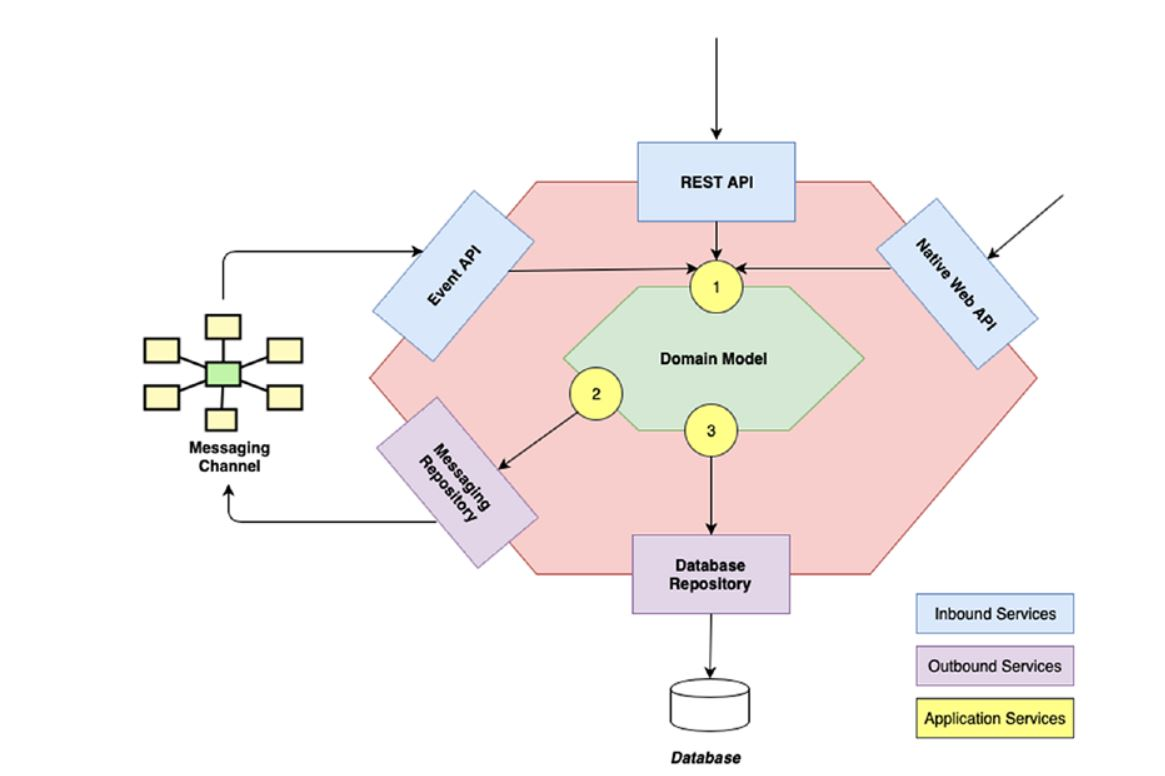 REST API
Event API
Native Web API
1
Domain Model
2
3
Messaging
Channel
Messaging
Repository
Database
Repository
Inbound Services
Outbound Services
Application Services
Database